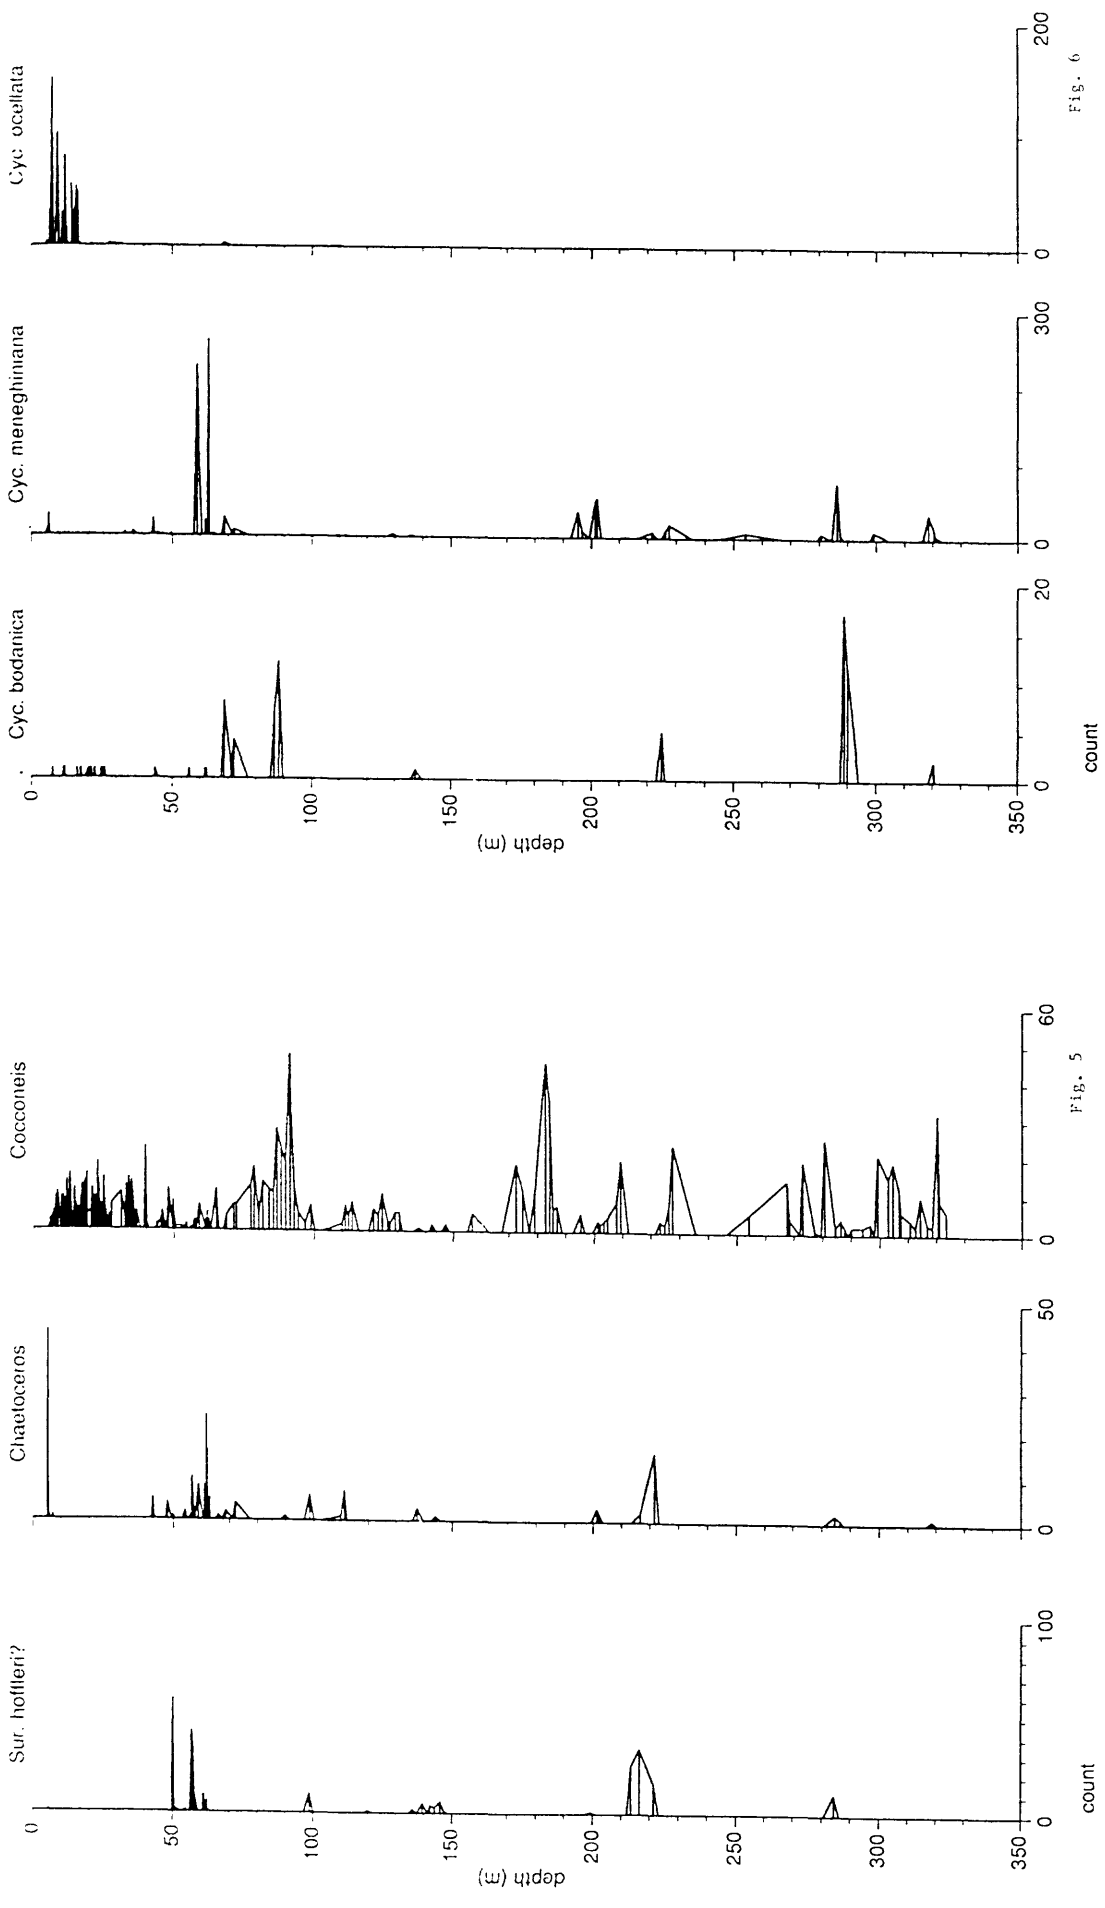 Sur. hoffleri?
Chaetoceros
Cocconeis
0
50
100
150
200
250
300
350
depth (m)
0
100
0
50
0
60
count
Fig. 5
Cyc. bodanica
Cyc. meneghiniana
Cyc ocellata
0
50
100
150
200
250
300
350
depth (m)
0
20
0
300
0
200
count
Fig. 6